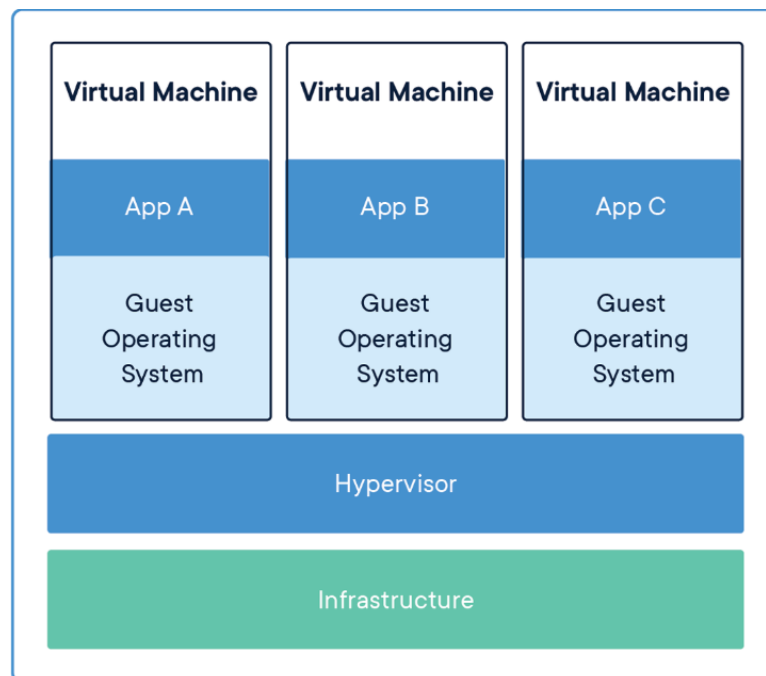 Virtual Machine
Virtual Machine
Virtual Machine
App A
App B
App C
Guest
Operating
System
Guest
Operating
System
Guest
Operating
System
Hypervisor
Infrastructure